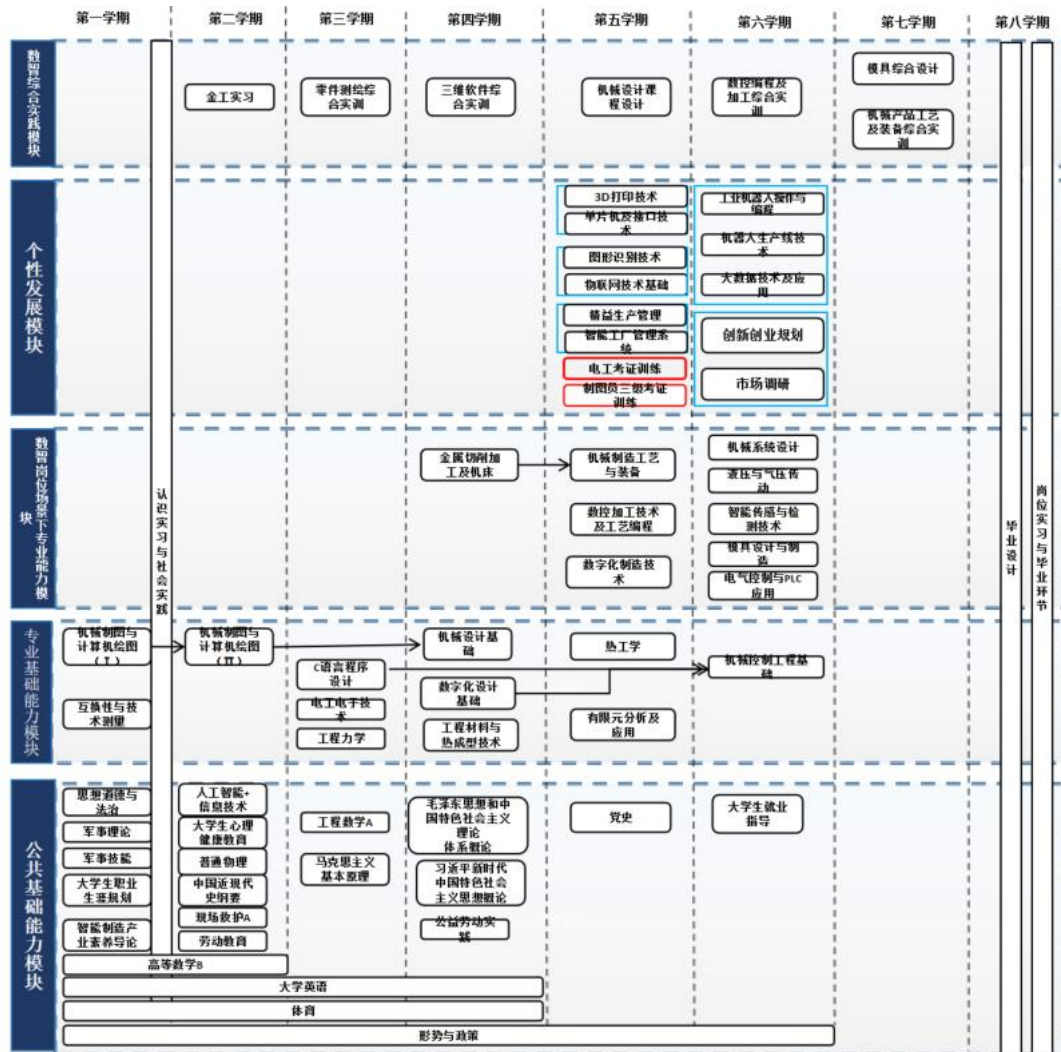 第一学期
第二学期
第三学期
第四学期
第五学期
第六学期
第七学期
第八学期
数智综合实践模块
金工实习
零件测绘综
合实训
三维软件综
合实训
机械设计课
程设计
数控编程及
加工综合实
训
模具综合设计
机械产品工艺
及装备综合实
训
个性发展模块
3D打印技术
单片机及接口技
术
图形识别技术
物联网技术基础
精益生产管理
智能工厂管理系
统
电工考证训练
制图员三级考证
训练
工业机器人操作与
编程
机器人生产线技
术
大数据技术及应
用
创新创业规划
市场调研
数智岗位场景下专业能力模
块
金属切削加
工及机床
机械制造工艺
与装备
数控加工技术
及工艺编程
数字化制造技
术
机械系统设计
液压与气压传
动
智能传感与检
测技术
模具设计与制
造
电气控制与PLC
应用
认识实习与社会实践
毕业设计
岗位实习与毕业环节
专业基础能力模块
机械制图与
计算机绘图
（Ⅰ）
互换性与技
术测量
机械制图与
计算机绘图
（Ⅱ）
C语言程序
设计
电工电子技
术
工程力学
机械设计基
础
数字化设计
基础
工程材料与
热成型技术
热工学
有限元分析及
应用
机械控制工程基
础
公共基础能力模块
思想道德与
法治
军事理论
军事技能
大学生职业
生涯规划
智能制造产
业素养导论
人工智能+
信息技术
大学生心理
健康教育
普通物理
中国近现代
史纲要
现场救护A
劳动教育
工程数学A
马克思主义
基本原理
毛泽东思想和中
国特色社会主义
理论
体系概论
习近平新时代
中国特色社会
主义思想概论
公益劳动实
践
党史
大学生就业
指导
高等数学B
大学英语
体育
形势与政策